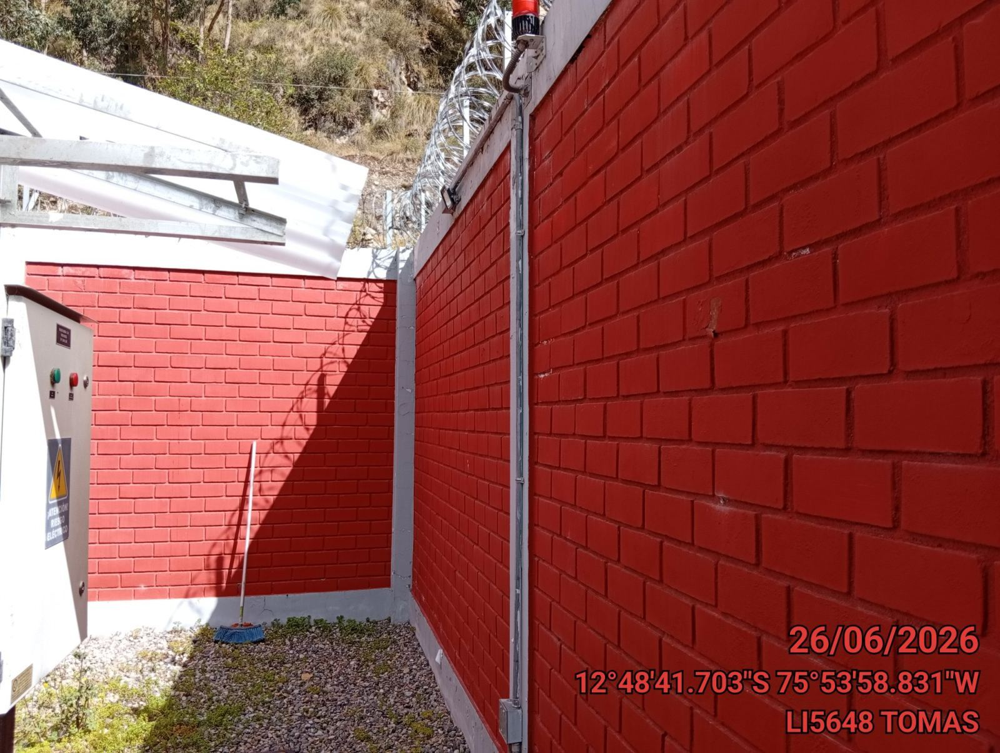 ¡ATENCIÓN!
RIESGO
ELÉCTRICO
26/06/2026
12°48'41.703"S 75°53'58.831"W
LI5648 TOMAS